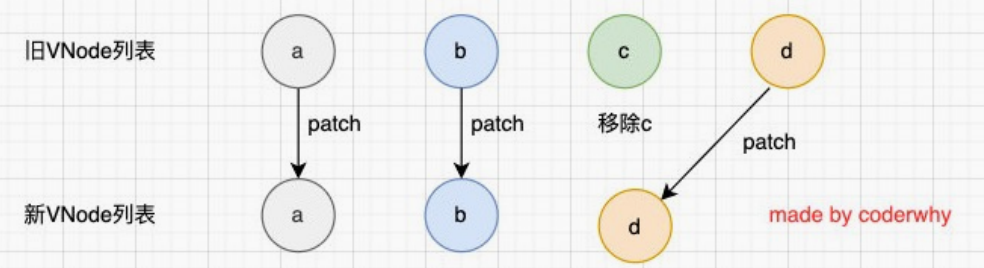 旧VNode列表 a b c d
patch patch 移除c patch
新VNode列表 a b d made by coderwhy